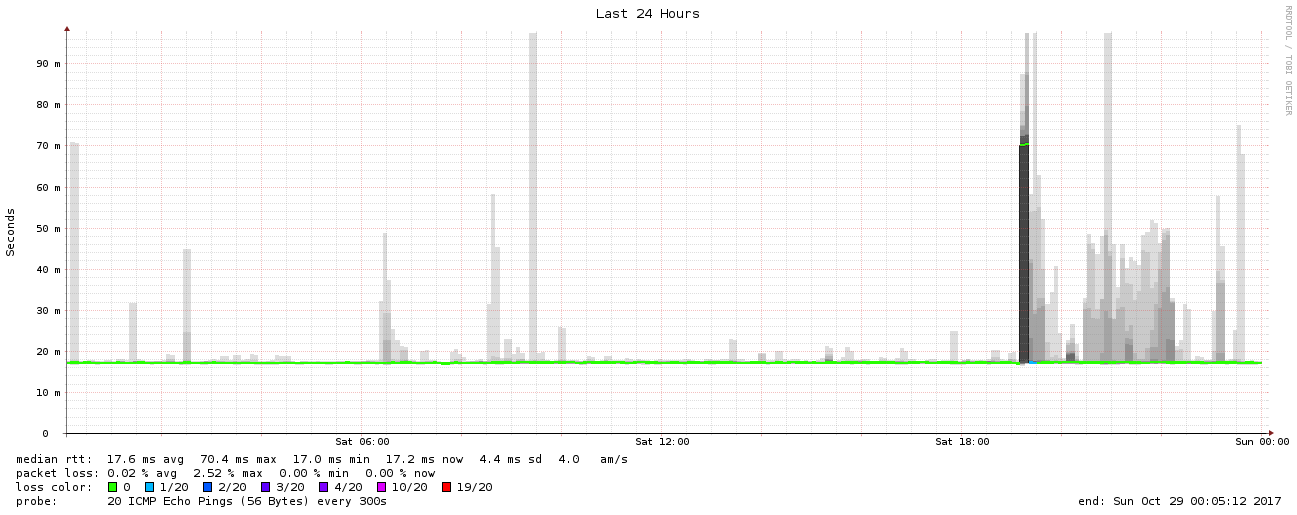 Last 24 Hours
RRDTOOL / TOBI OETIKER
Seconds
90 m
80 m
70 m
60 m
50 m
40 m
30 m
20 m
10 m
0
Sat 06:00 Sat 12:00 Sat 18:00 Sun 00:00
median rtt: 17.6 ms avg 70.4 ms max 17.0 ms min 17.2 ms now 4.4 ms sd 4.0 am/s
packet loss: 0.02 % avg 2.52 % max 0.00 % min 0.00 % now
loss color: 0 1/20 2/20 3/20 4/20 10/20 19/20
probe: 20 ICMP Echo Pings (56 Bytes) every 300s end: Sun Oct 29 00:05:12 2017